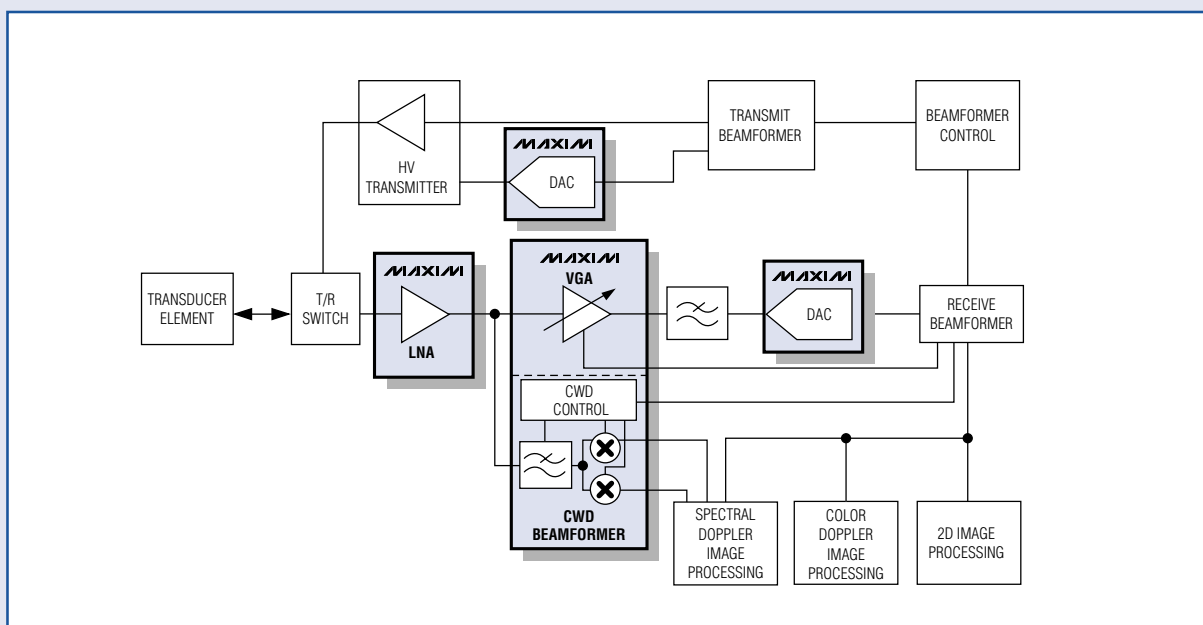 HV
TRANSMITTER
MAXIM
DAC
TRANSMIT
BEAMFORMER
BEAMFORMER
CONTROL
TRANSDUCER
ELEMENT
T/R
SWITCH
MAXIM
LNA
MAXIM
VGA
MAXIM
DAC
RECEIVE
BEAMFORMER
CWD
CONTROL
CWD
BEAMFORMER
SPECTRAL
DOPPLER
IMAGE
PROCESSING
COLOR
DOPPLER
IMAGE
PROCESSING
2D IMAGE
PROCESSING